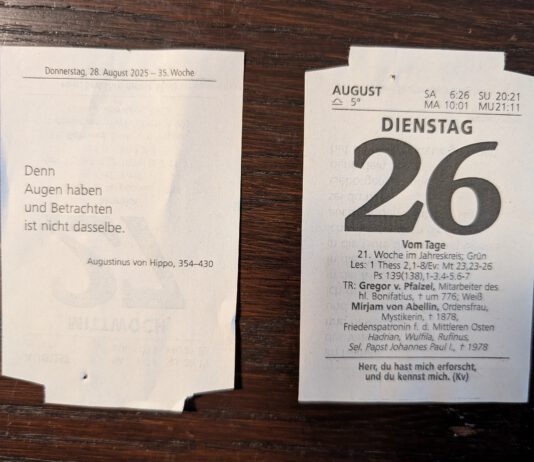 Donnerstag, 28. August 2025 – 35. Woche
Denn
Augen haben
und Betrachten
ist nicht dasselbe.
Augustinus von Hippo, 354–430
AUGUST
SA 6:26 SU 20:21
♎ 5° MA 10:01 MU 21:11
DIENSTAG
26
Vom Tage
21. Woche im Jahreskreis; Grün
Les: 1 Thess 2,1-8/Ev: Mt 23,23-26
Ps 139(138),1-3.4-5.6-7
TR: Gregor v. Pfalzel, Mitarbeiter des
hl. Bonifatius, † um 776; Weiß
Mirjam von Abellin, Ordensfrau,
Mystikerin, † 1878,
Friedenspatronin f. d. Mittleren Osten
Hadrian, Wulfila, Rufinus,
Sel. Papst Johannes Paul I., † 1978
Herr, du hast mich erforscht,
und du kennst mich. (Kv)
MITTWOCH